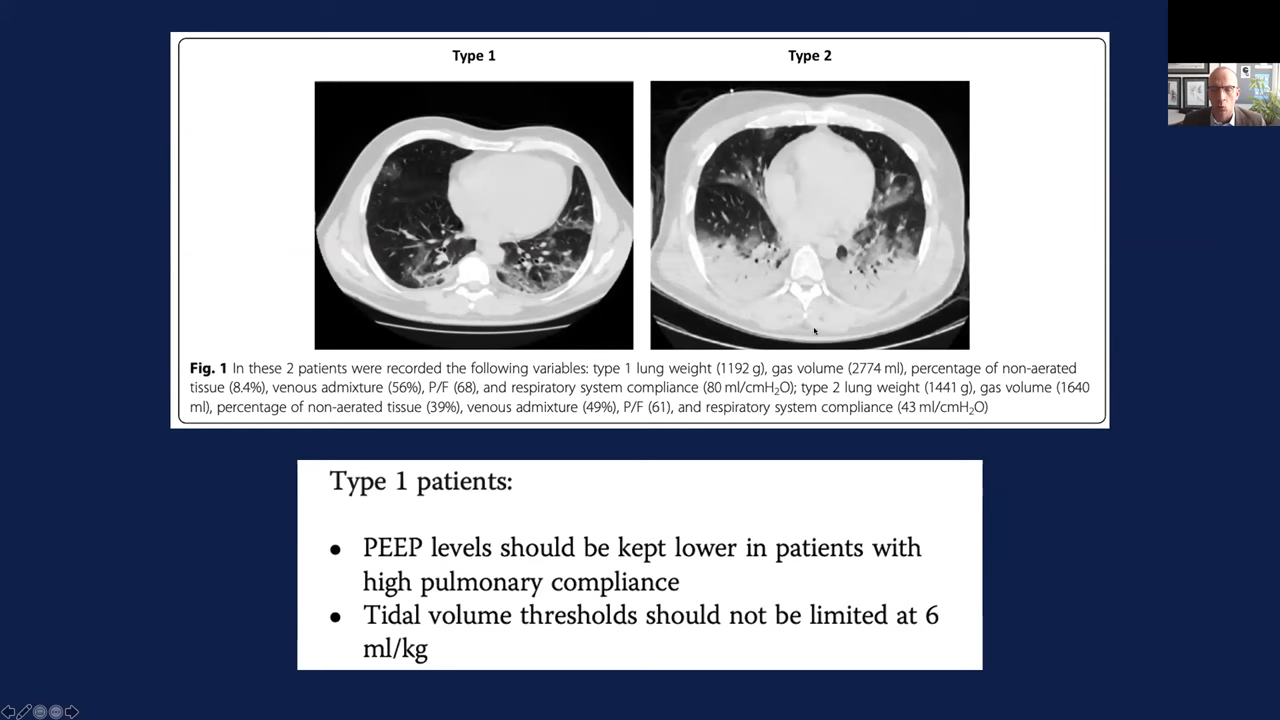 Type 1
Type 2
Fig. 1 In these 2 patients were recorded the following variables: type 1 lung weight (1192 g), gas volume (2774 ml), percentage of non-aerated
tissue (8.4%), venous admixture (56%), P/F (68), and respiratory system compliance (80 ml/cmH₂O); type 2 lung weight (1441 g), gas volume (1640
ml), percentage of non-aerated tissue (39%), venous admixture (49%), P/F (61), and respiratory system compliance (43 ml/cmH₂O)
Type 1 patients:
• PEEP levels should be kept lower in patients with
high pulmonary compliance
• Tidal volume thresholds should not be limited at 6
ml/kg